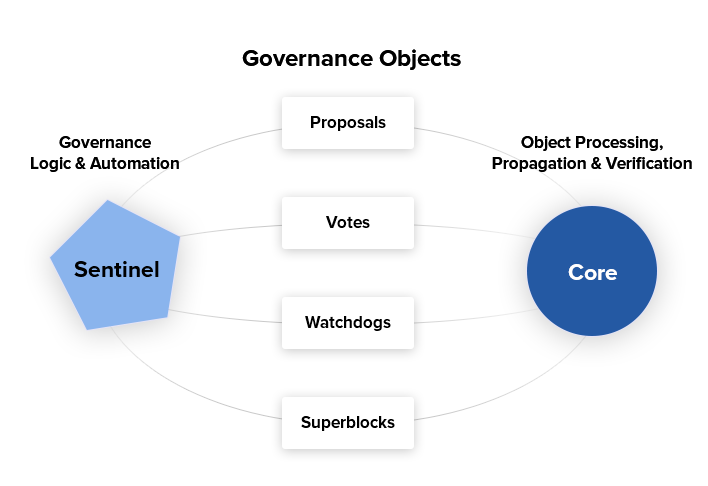 Governance Objects
Proposals
Governance
Logic & Automation
Object Processing,
Propagation & Verification
Votes
Sentinel
Core
Watchdogs
Superblocks